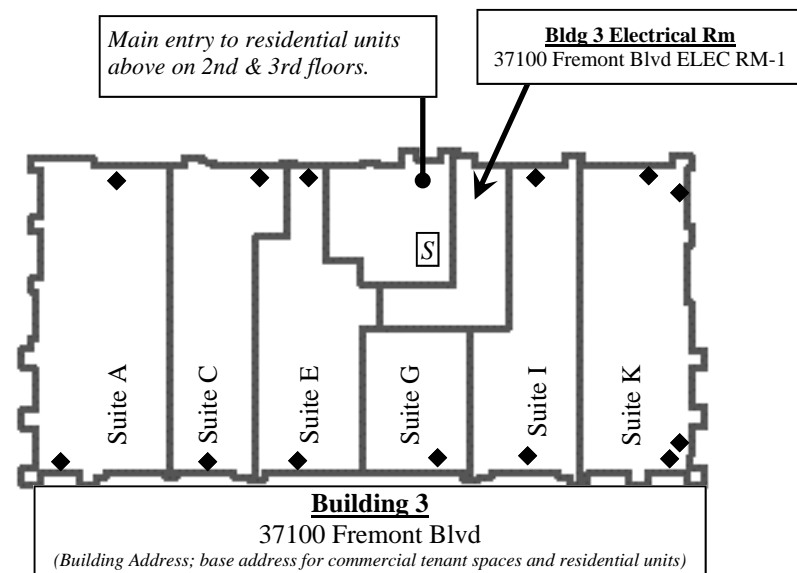 Main entry to residential units
above on 2nd & 3rd floors.
Bldg 3 Electrical Rm
37100 Fremont Blvd ELEC RM-1
S
Suite A
Suite C
Suite E
Suite G
Suite I
Suite K
Building 3
37100 Fremont Blvd
(Building Address; base address for commercial tenant spaces and residential units)